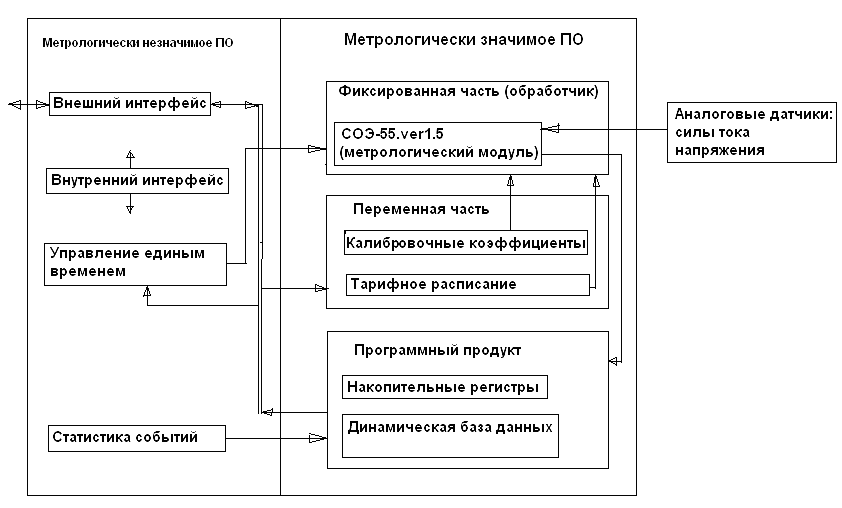 Метрологически незначимое ПО
Внешний интерфейс
Внутренний интерфейс
Управление единым
временем
Статистика событий
Метрологически значимое ПО
Фиксированная часть (обработчик)
СОЭ-55.ver1.5
(метрологический модуль)
Переменная часть
Калибровочные коэффициенты
Тарифное расписание
Программный продукт
Накопительные регистры
Динамическая база данных
Аналоговые датчики:
силы тока
напряжения